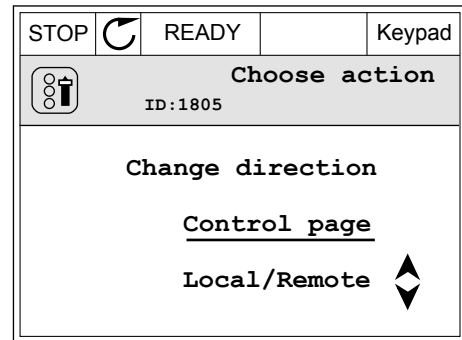 STOP READY Keypad
Choose action
ID:1805
Change direction
Control page
Local/Remote